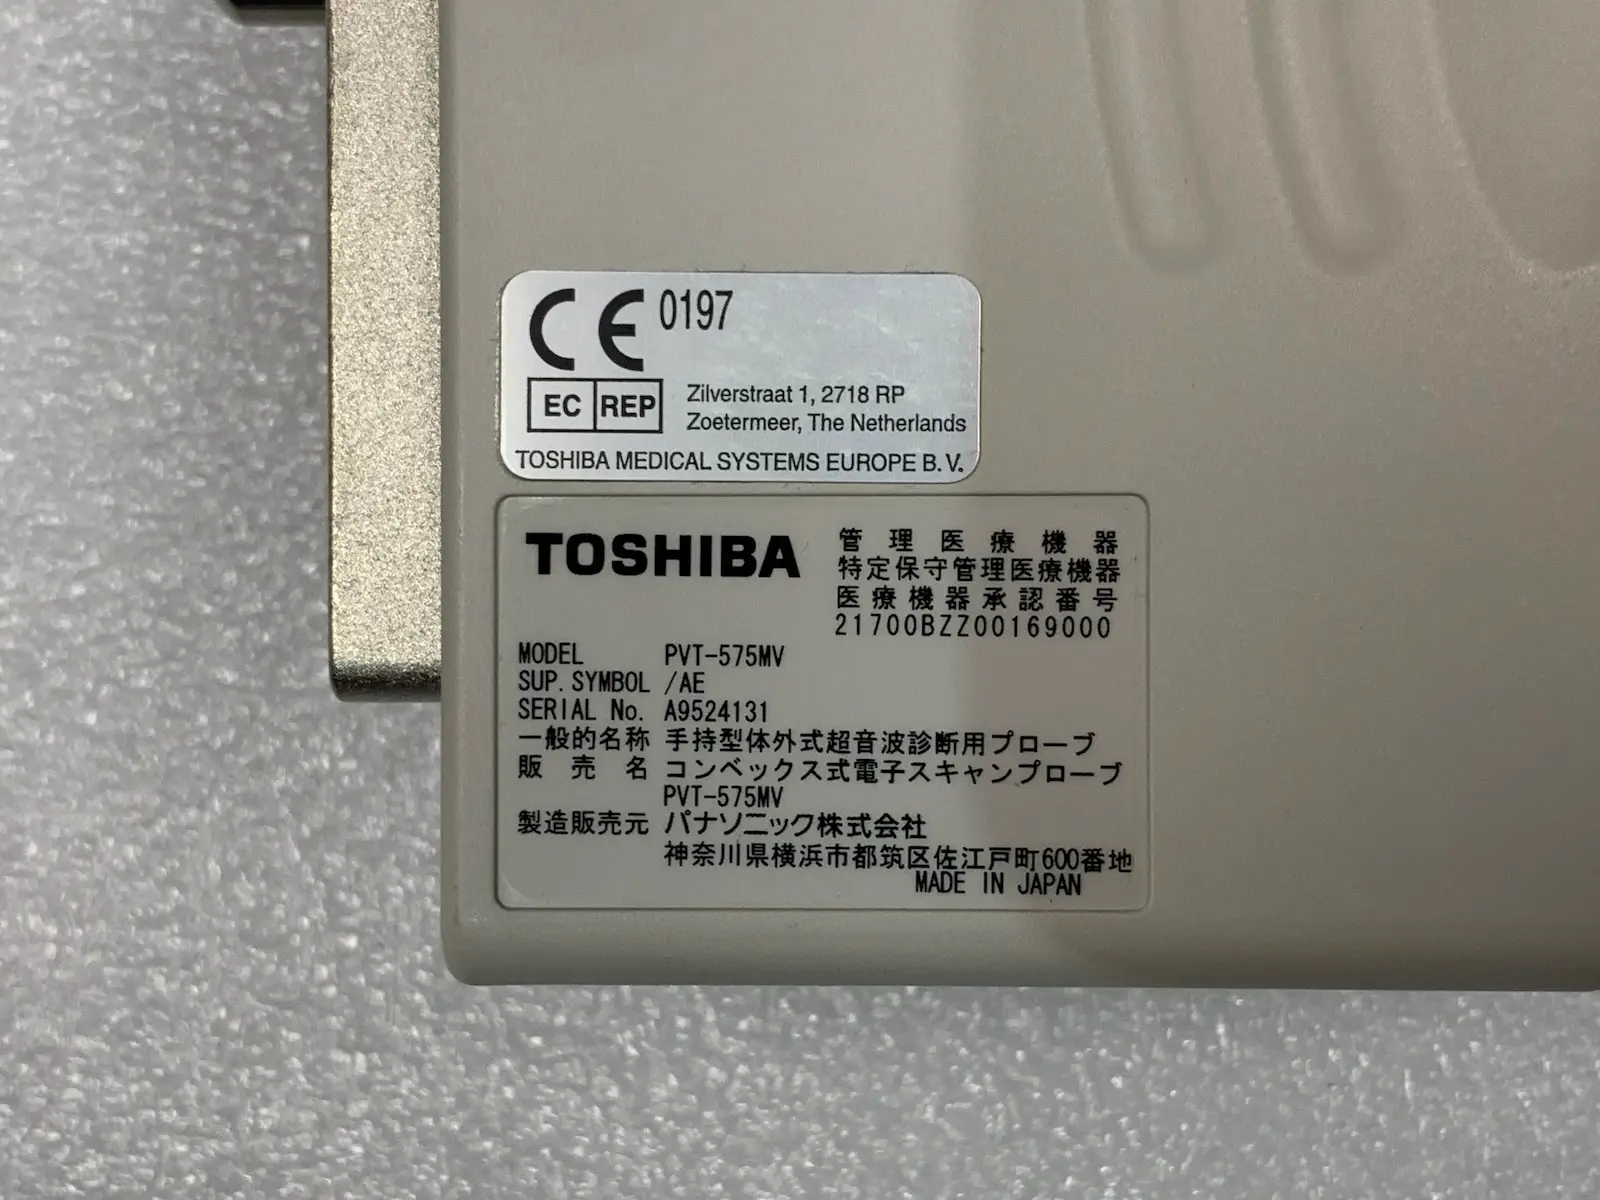 CE 0197
EC REP
Zilverstraat 1, 2718 RP
Zoetermeer, The Netherlands
TOSHIBA MEDICAL SYSTEMS EUROPE B.V.
TOSHIBA
管理医療機器
特定保守管理医療機器
医療機器承認番号
21700BZZ00169000
MODEL PVT-575MV
SUP. SYMBOL /AE
SERIAL No. A9524131
一般的名称 手持型体外式超音波診断用プローブ
販売名 コンベックス式電子スキャンプローブ
PVT-575MV
製造販売元 パナソニック株式会社
神奈川県横浜市都筑区佐江戸町600番地
MADE IN JAPAN